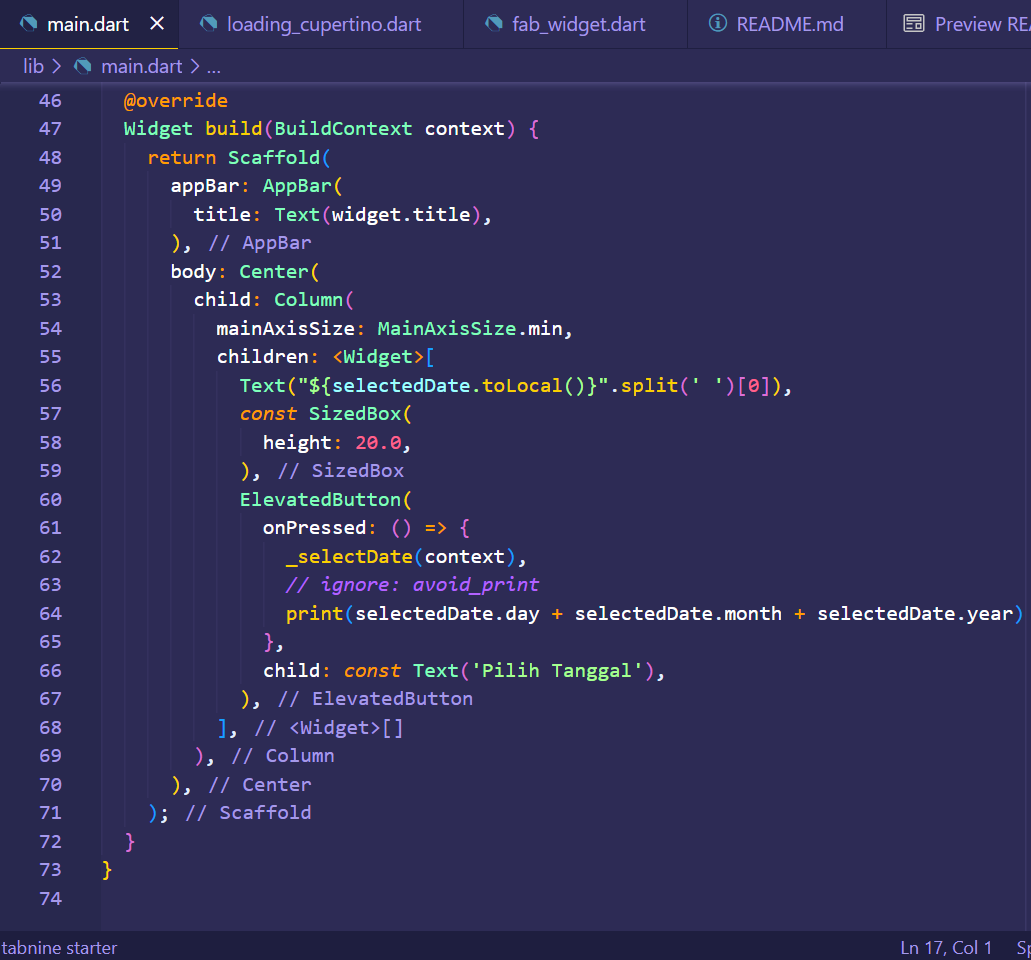 main.dart × loading_cupertino.dart fab_widget.dart README.md Preview REA
lib > main.dart > ...
46 @override
47 Widget build(BuildContext context) {
48 return Scaffold(
49 appBar: AppBar(
50 title: Text(widget.title),
51 ), // AppBar
52 body: Center(
53 child: Column(
54 mainAxisSize: MainAxisSize.min,
55 children: <Widget>[
56 Text("${selectedDate.toLocal()}".split(' ')[0]),
57 const SizedBox(
58 height: 20.0,
59 ), // SizedBox
60 ElevatedButton(
61 onPressed: () => {
62 _selectDate(context),
63 // ignore: avoid_print
64 print(selectedDate.day + selectedDate.month + selectedDate.year)
65 },
66 child: const Text('Pilih Tanggal'),
67 ), // ElevatedButton
68 ], // <Widget>[]
69 ), // Column
70 ), // Center
71 ); // Scaffold
72 }
73 }
74
tabnine starter Ln 17, Col 1 Sp